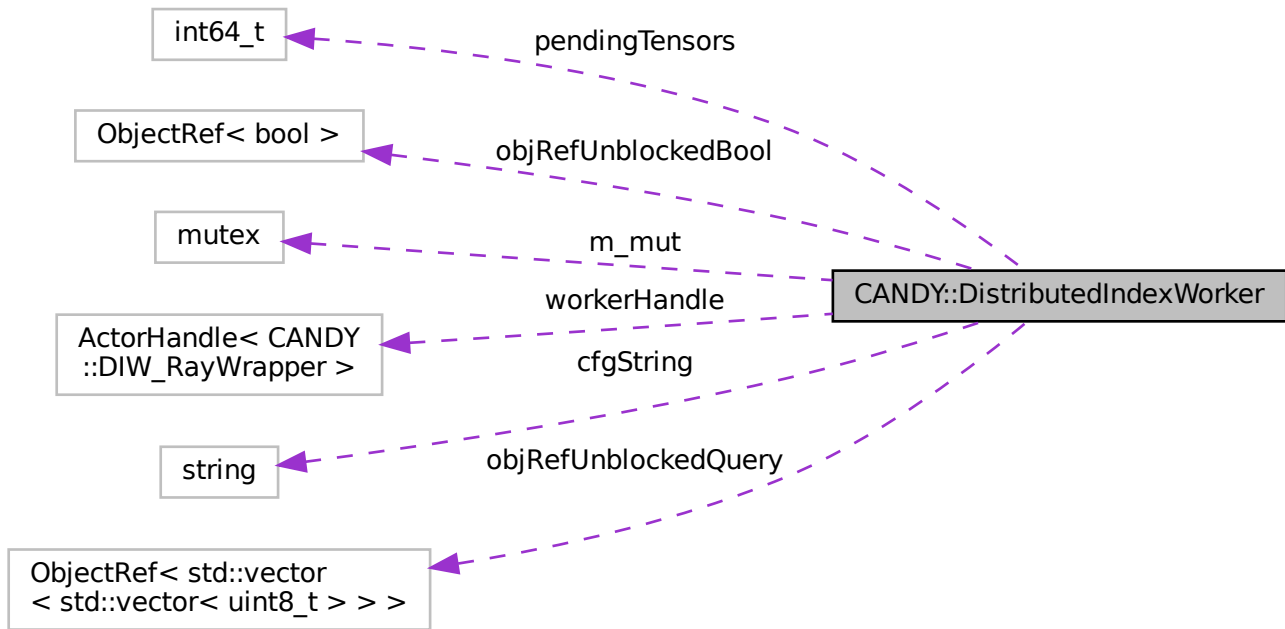 int64_t
pendingTensors
ObjectRef< bool >
objRefUnblockedBool
mutex
m_mut
CANDY::DistributedIndexWorker
workerHandle
ActorHandle< CANDY
::DIW_RayWrapper >
cfgString
string
objRefUnblockedQuery
ObjectRef< std::vector
< std::vector< uint8_t > > >